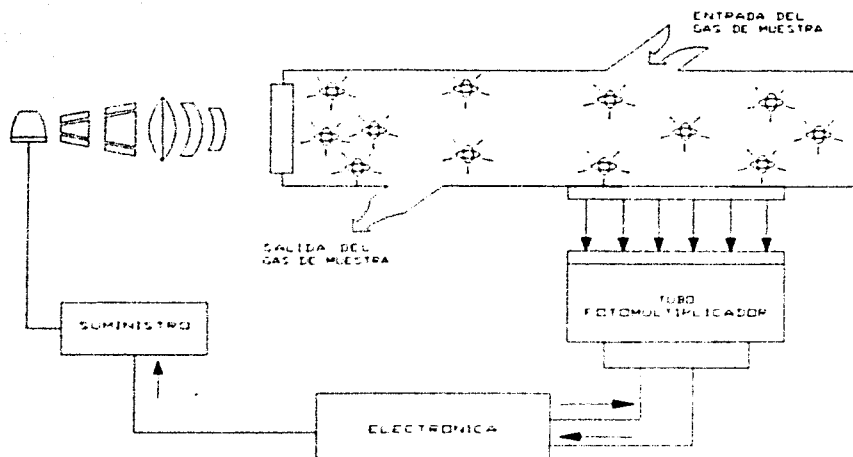 ENTRADA DEL
GAS DE MUESTRA
SALIDA DEL
GAS DE MUESTRA
TUBO
FOTOMULTIPLICADOR
SUMINISTRO
ELECTRONICA